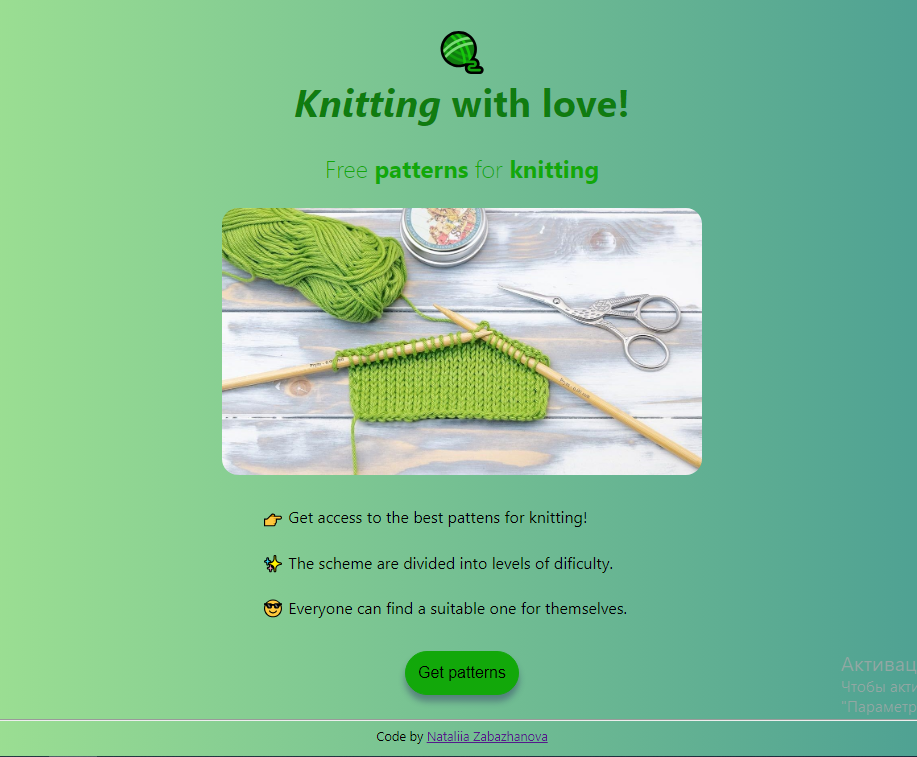 Knitting with love!
Free patterns for knitting
👉 Get access to the best pattens for knitting!
✨ The scheme are divided into levels of dificulty.
😎 Everyone can find a suitable one for themselves.
Get patterns
Активац
Чтобы акти
"Параметр
Code by Nataliia Zabazhanova